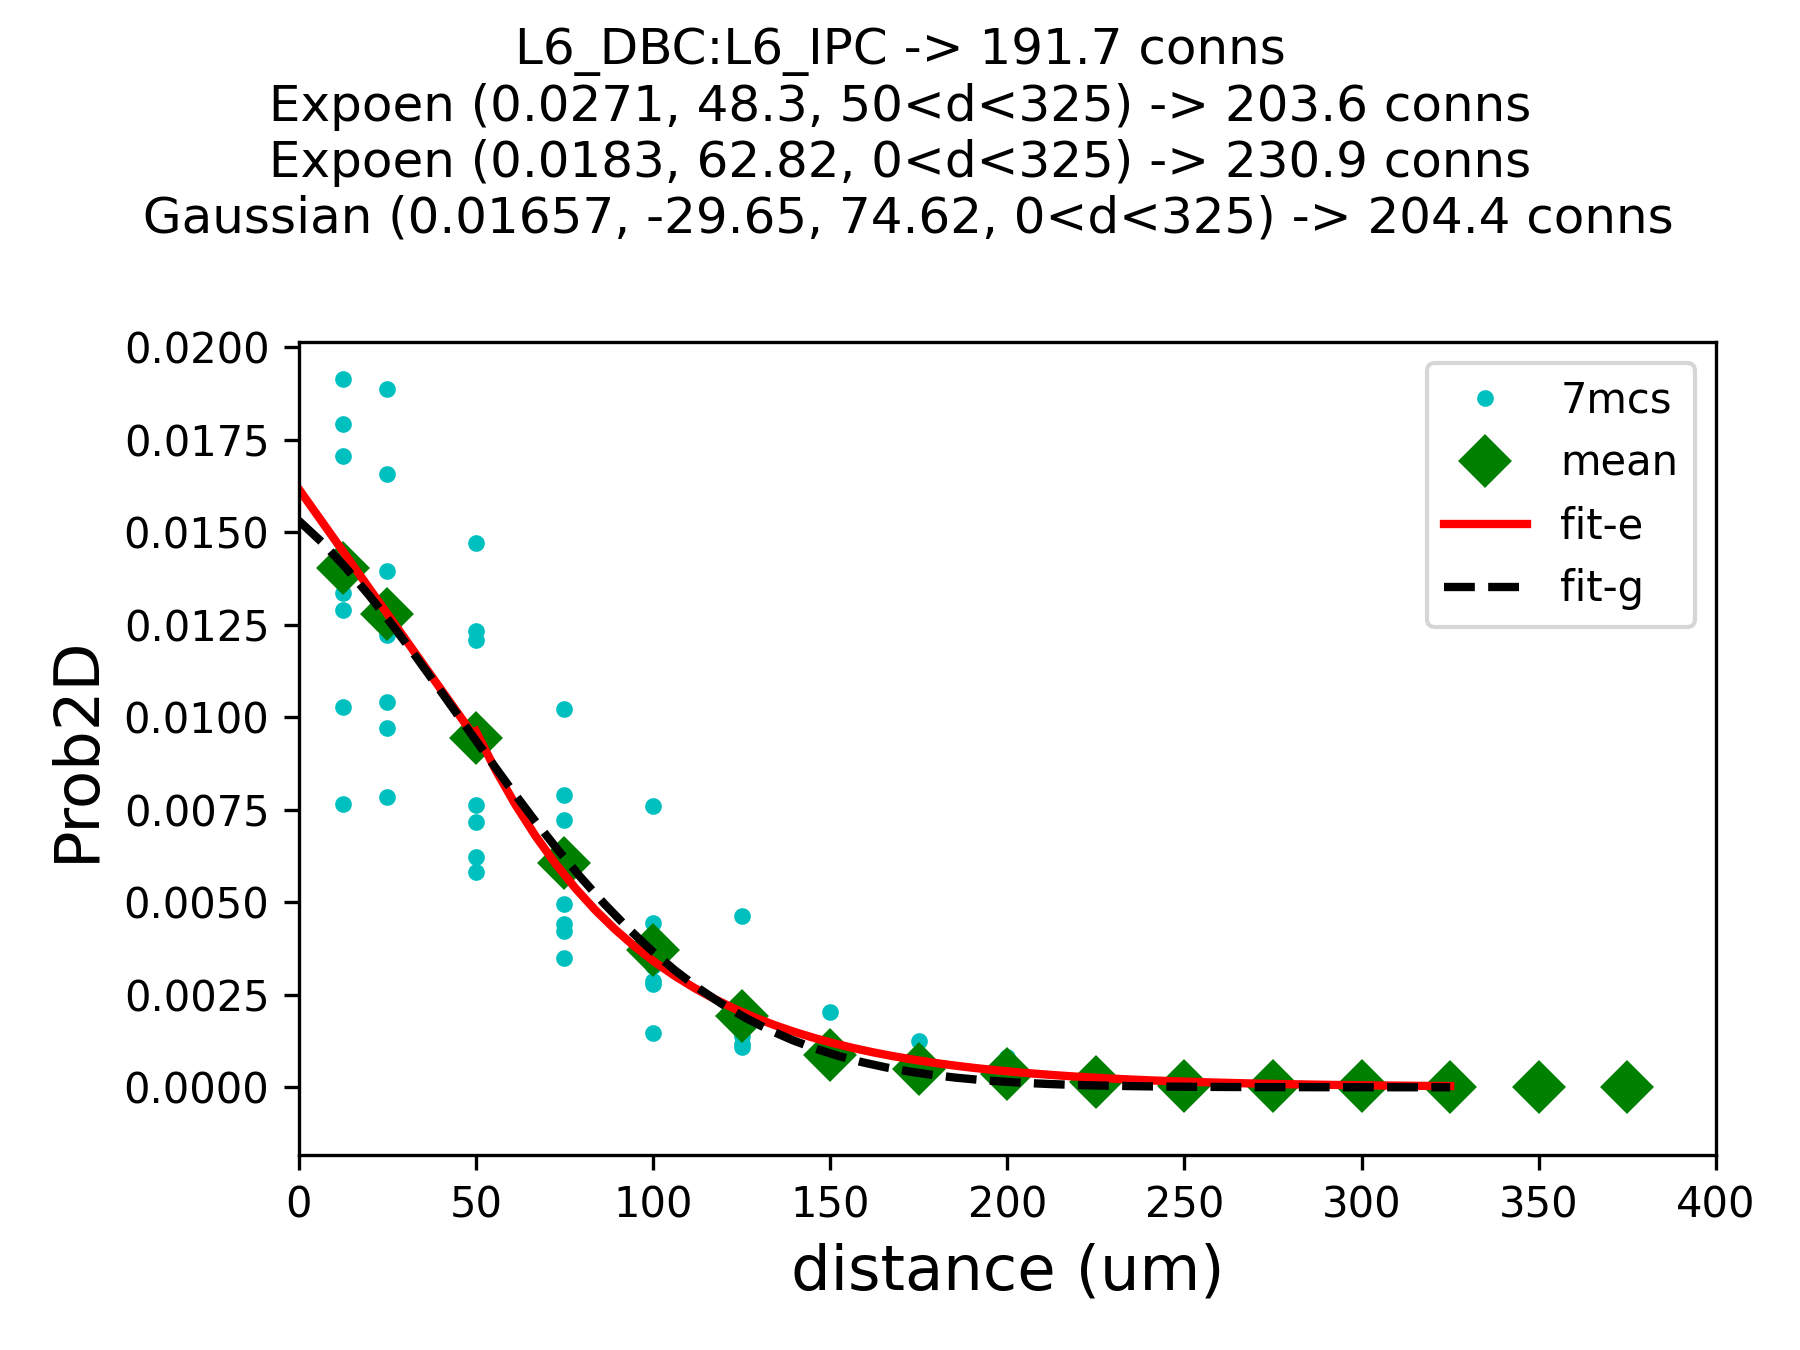 L6_DBC:L6_IPC -> 191.7 conns
Expoen (0.0271, 48.3, 50<d<325) -> 203.6 conns
Expoen (0.0183, 62.82, 0<d<325) -> 230.9 conns
Gaussian (0.01657, -29.65, 74.62, 0<d<325) -> 204.4 conns
0.0200
0.0175
0.0150
0.0125
0.0100
0.0075
0.0050
0.0025
0.0000
Prob2D
7mcs
mean
fit-e
fit-g
0 50 100 150 200 250 300 350 400
distance (um)